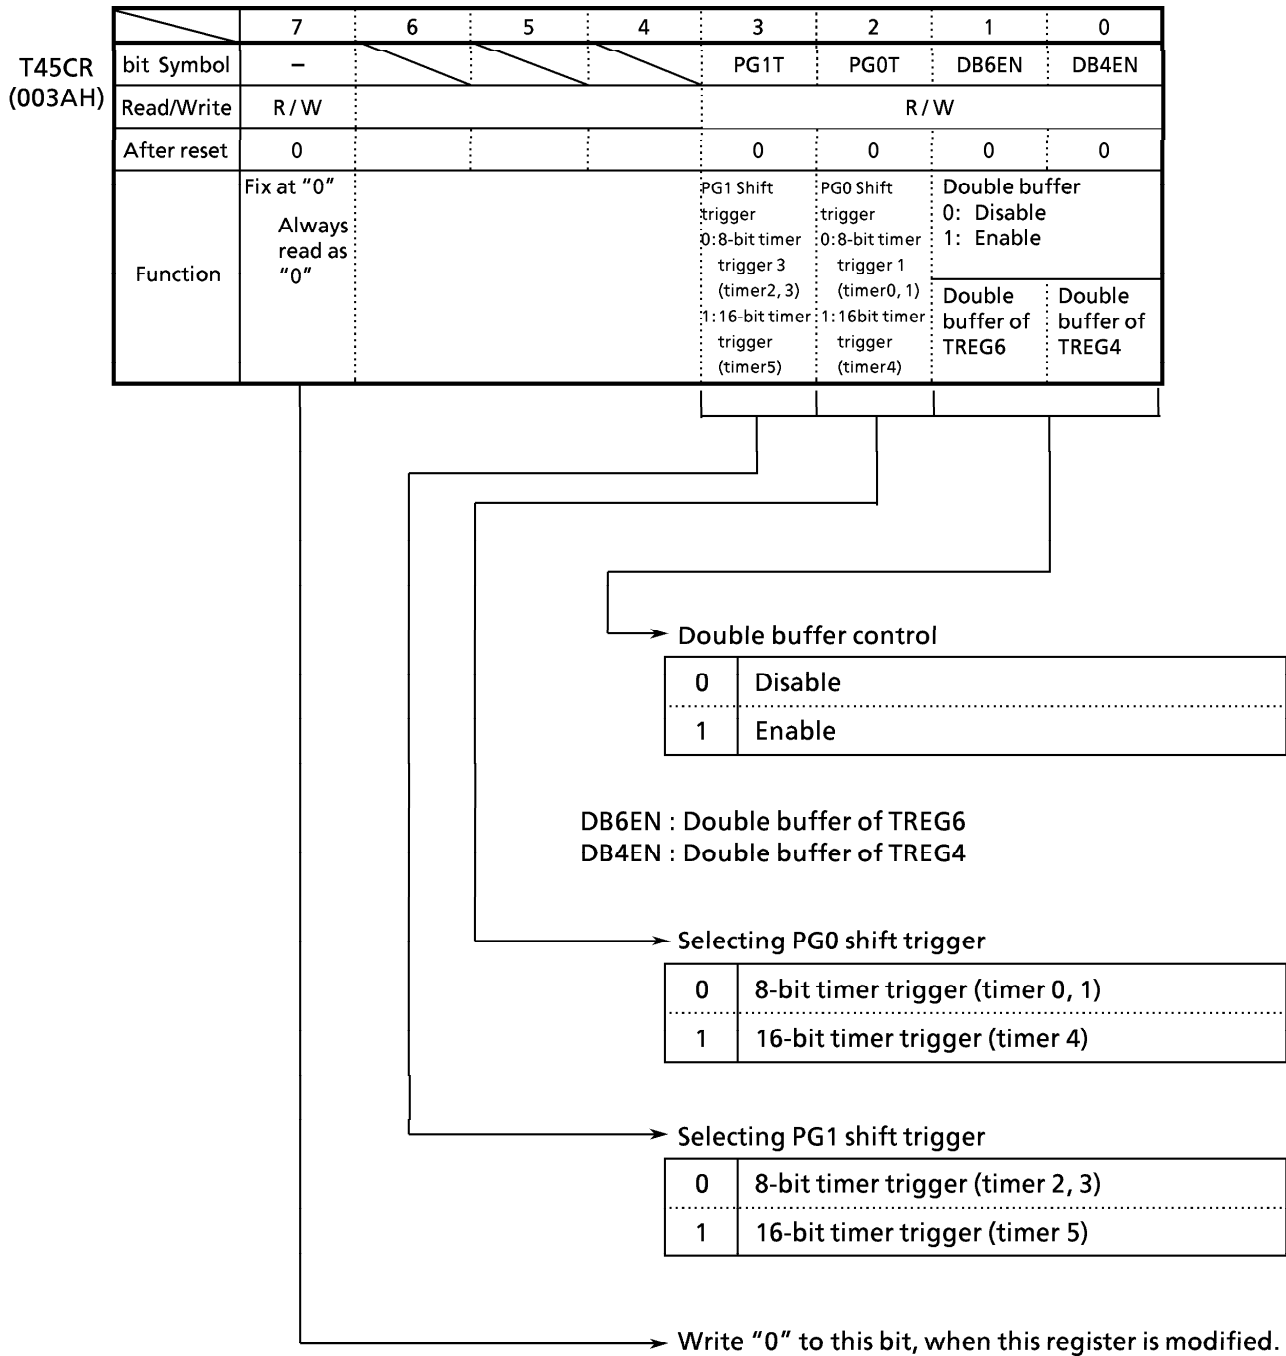 7 6 5 4 3 2 1 0
T45CR
(003AH)
bit Symbol – PG1T PG0T DB6EN DB4EN
Read/Write R/W R/W
After reset 0 0 0 0 0
Function
Fix at "0"
Always
read as
"0"
PG1 Shift
trigger
0:8-bit timer
trigger 3
(timer2, 3)
1:16-bit timer
trigger
(timer5)
PG0 Shift
trigger
0:8-bit timer
trigger 1
(timer0, 1)
1:16bit timer
trigger
(timer4)
Double buffer
0: Disable
1: Enable
Double
buffer of
TREG6
Double
buffer of
TREG4
Double buffer control
0 Disable
1 Enable
DB6EN : Double buffer of TREG6
DB4EN : Double buffer of TREG4
Selecting PG0 shift trigger
0 8-bit timer trigger (timer 0, 1)
1 16-bit timer trigger (timer 4)
Selecting PG1 shift trigger
0 8-bit timer trigger (timer 2, 3)
1 16-bit timer trigger (timer 5)
Write "0" to this bit, when this register is modified.